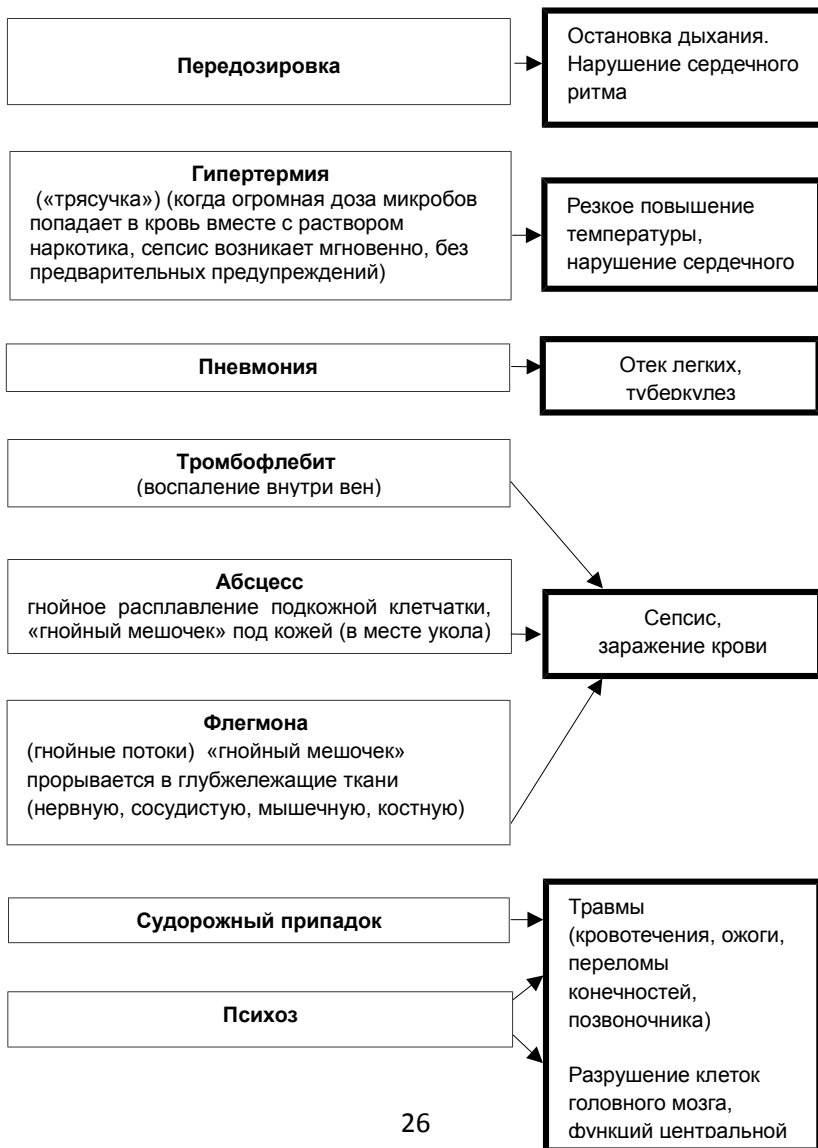 Передозировка
Остановка дыхания.
Нарушение сердечного
ритма
Гипертермия
(«трясучка») (когда огромная доза микробов
попадает в кровь вместе с раствором
наркотика, сепсис возникает мгновенно, без
предварительных предупреждений)
Резкое повышение
температуры,
нарушение сердечного
Пневмония
Отек легких,
туберкулез
Тромбофлебит
(воспаление внутри вен)
Абсцесс
гнойное расплавление подкожной клетчатки,
«гнойный мешочек» под кожей (в месте укола)
Сепсис,
заражение крови
Флегмона
(гнойные потоки) «гнойный мешочек»
прорывается в глубжележащие ткани
(нервную, сосудистую, мышечную, костную)
Судорожный припадок
Психоз
Травмы
(кровотечения, ожоги,
переломы
конечностей,
позвоночника)
Разрушение клеток
головного мозга,
функций центральной
26